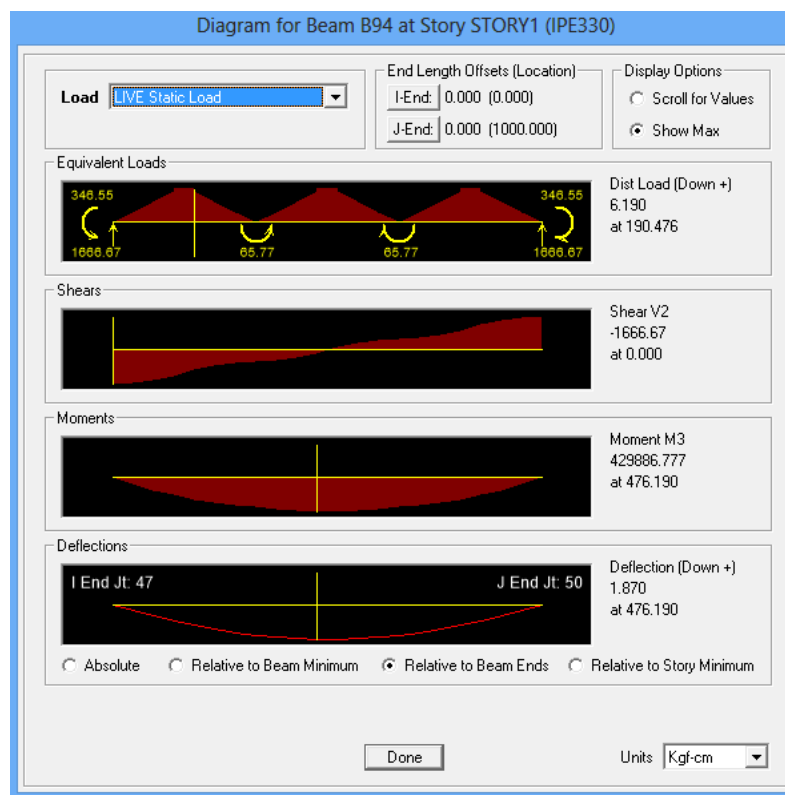 Diagram for Beam B94 at Story STORY1 (IPE330)
Load LIVE Static Load
End Length Offsets (Location)
I-End: 0.000 (0.000)
J-End: 0.000 (1000.000)
Display Options
Scroll for Values
Show Max
Equivalent Loads
346.55 346.55
1666.67 65.77 65.77 1666.67
Dist Load (Down +)
6.190
at 190.476
Shears
Shear V2
-1666.67
at 0.000
Moments
Moment M3
429886.777
at 476.190
Deflections
I End Jt: 47 J End Jt: 50
Deflection (Down +)
1.870
at 476.190
Absolute Relative to Beam Minimum Relative to Beam Ends Relative to Story Minimum
Done
Units Kgf-cm